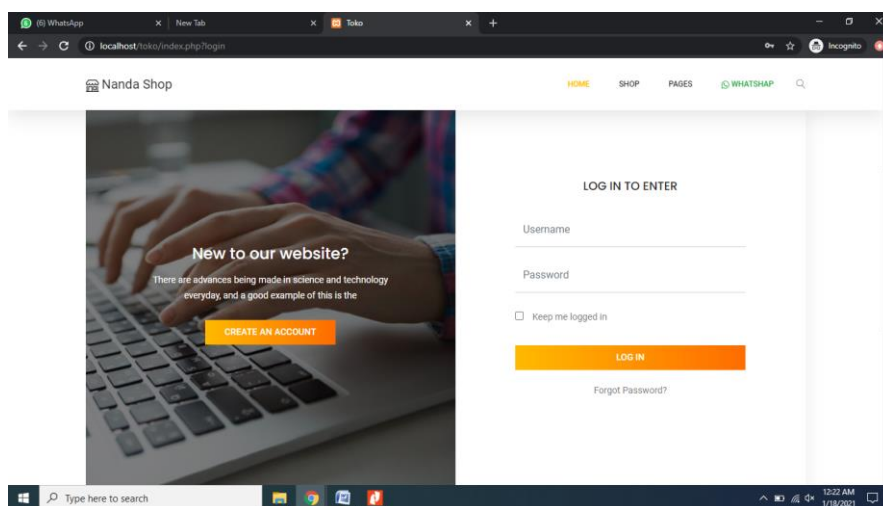 (6) WhatsApp
New Tab
Toko
localhost/toko/index.php?login
Incognito
Nanda Shop
HOME
SHOP
PAGES
WHATSHAP
New to our website?
There are advances being made in science and technology
everyday, and a good example of this is the
CREATE AN ACCOUNT
LOG IN TO ENTER
Username
Password
Keep me logged in
LOG IN
Forgot Password?
Type here to search
12:22 AM
1/18/2021